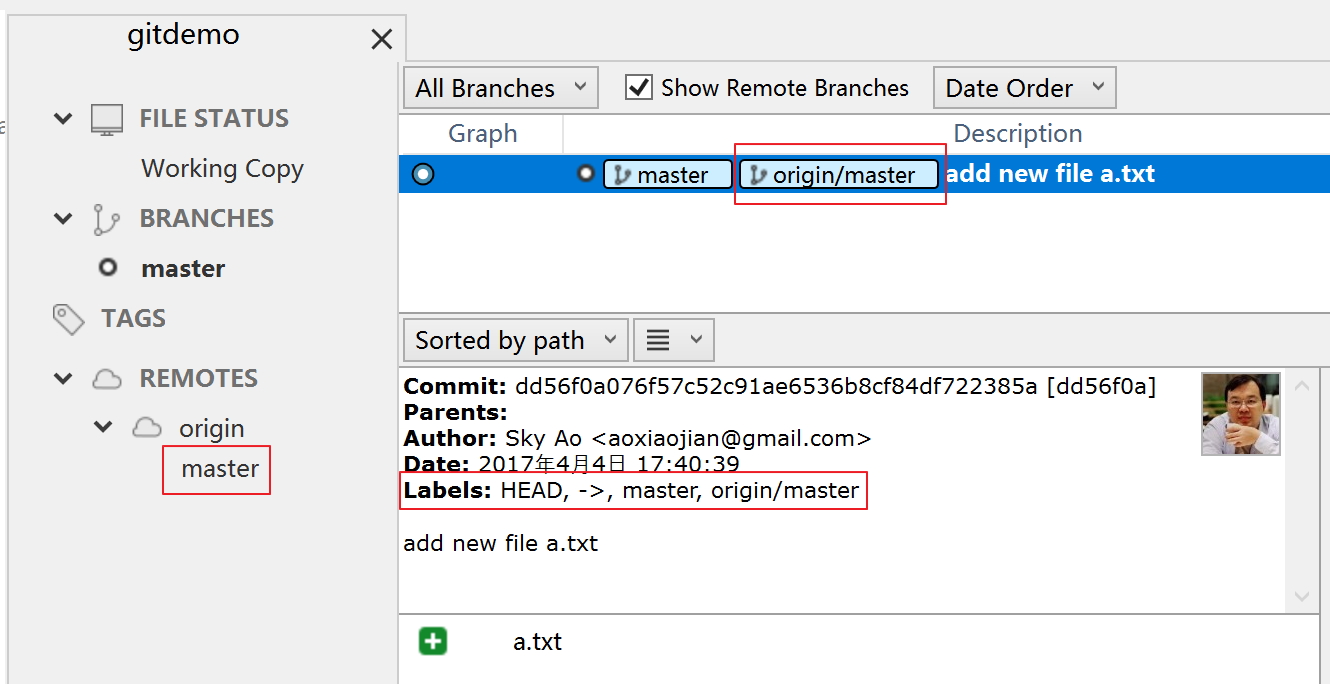 gitdemo
FILE STATUS
Working Copy
BRANCHES
master
TAGS
REMOTES
origin
master
All Branches
Show Remote Branches
Date Order
Graph
Description
master origin/master add new file a.txt
Sorted by path
Commit: dd56f0a076f57c52c91ae6536b8cf84df722385a [dd56f0a]
Parents:
Author: Sky Ao <aoxiaojian@gmail.com>
Date: 2017年4月4日 17:40:39
Labels: HEAD, ->, master, origin/master
add new file a.txt
a.txt